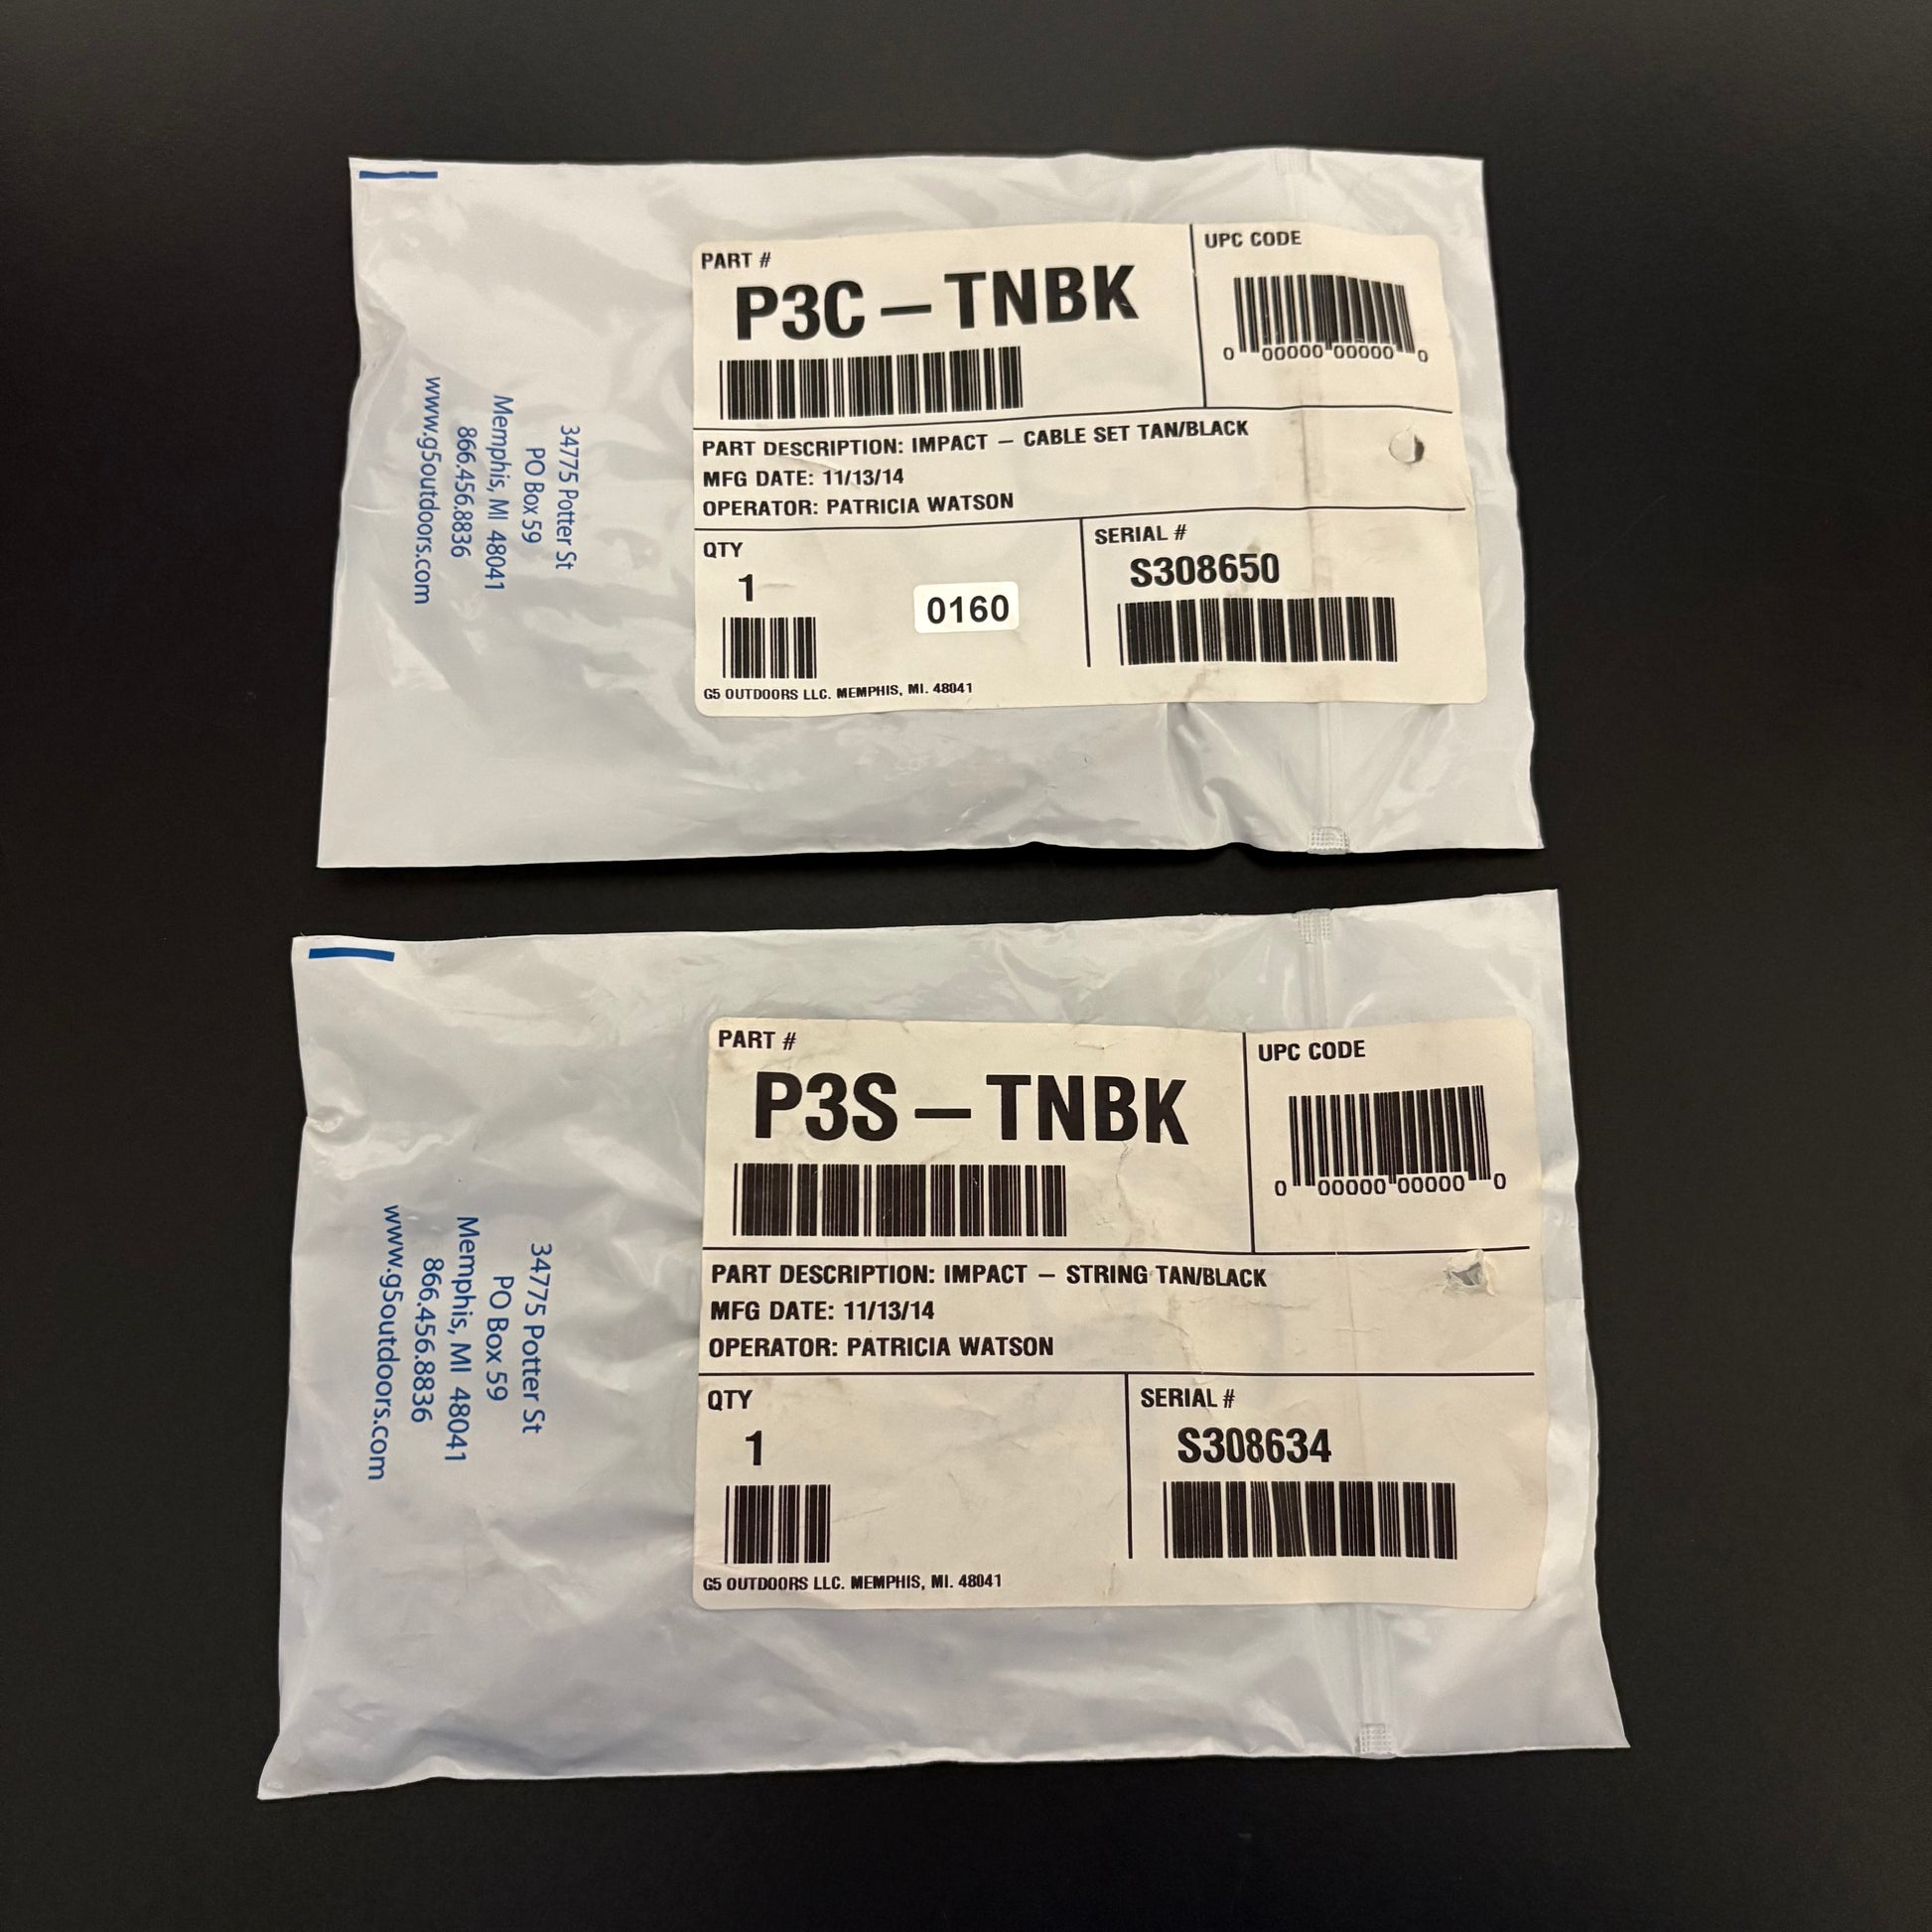 PART #
P3C – TNBK
UPC CODE
0 00000 00000 0
PART DESCRIPTION: IMPACT – CABLE SET TAN/BLACK
MFG DATE: 11/13/14
OPERATOR: PATRICIA WATSON
QTY
1
0160
SERIAL #
S308650
G5 OUTDOORS LLC. MEMPHIS, MI. 48041
34775 Potter St
PO Box 59
Memphis, MI 48041
866.456.8836
www.g5outdoors.com
PART #
P3S – TNBK
UPC CODE
0 00000 00000 0
PART DESCRIPTION: IMPACT – STRING TAN/BLACK
MFG DATE: 11/13/14
OPERATOR: PATRICIA WATSON
QTY
1
SERIAL #
S308634
G5 OUTDOORS LLC. MEMPHIS, MI. 48041
34775 Potter St
PO Box 59
Memphis, MI 48041
866.456.8836
www.g5outdoors.com